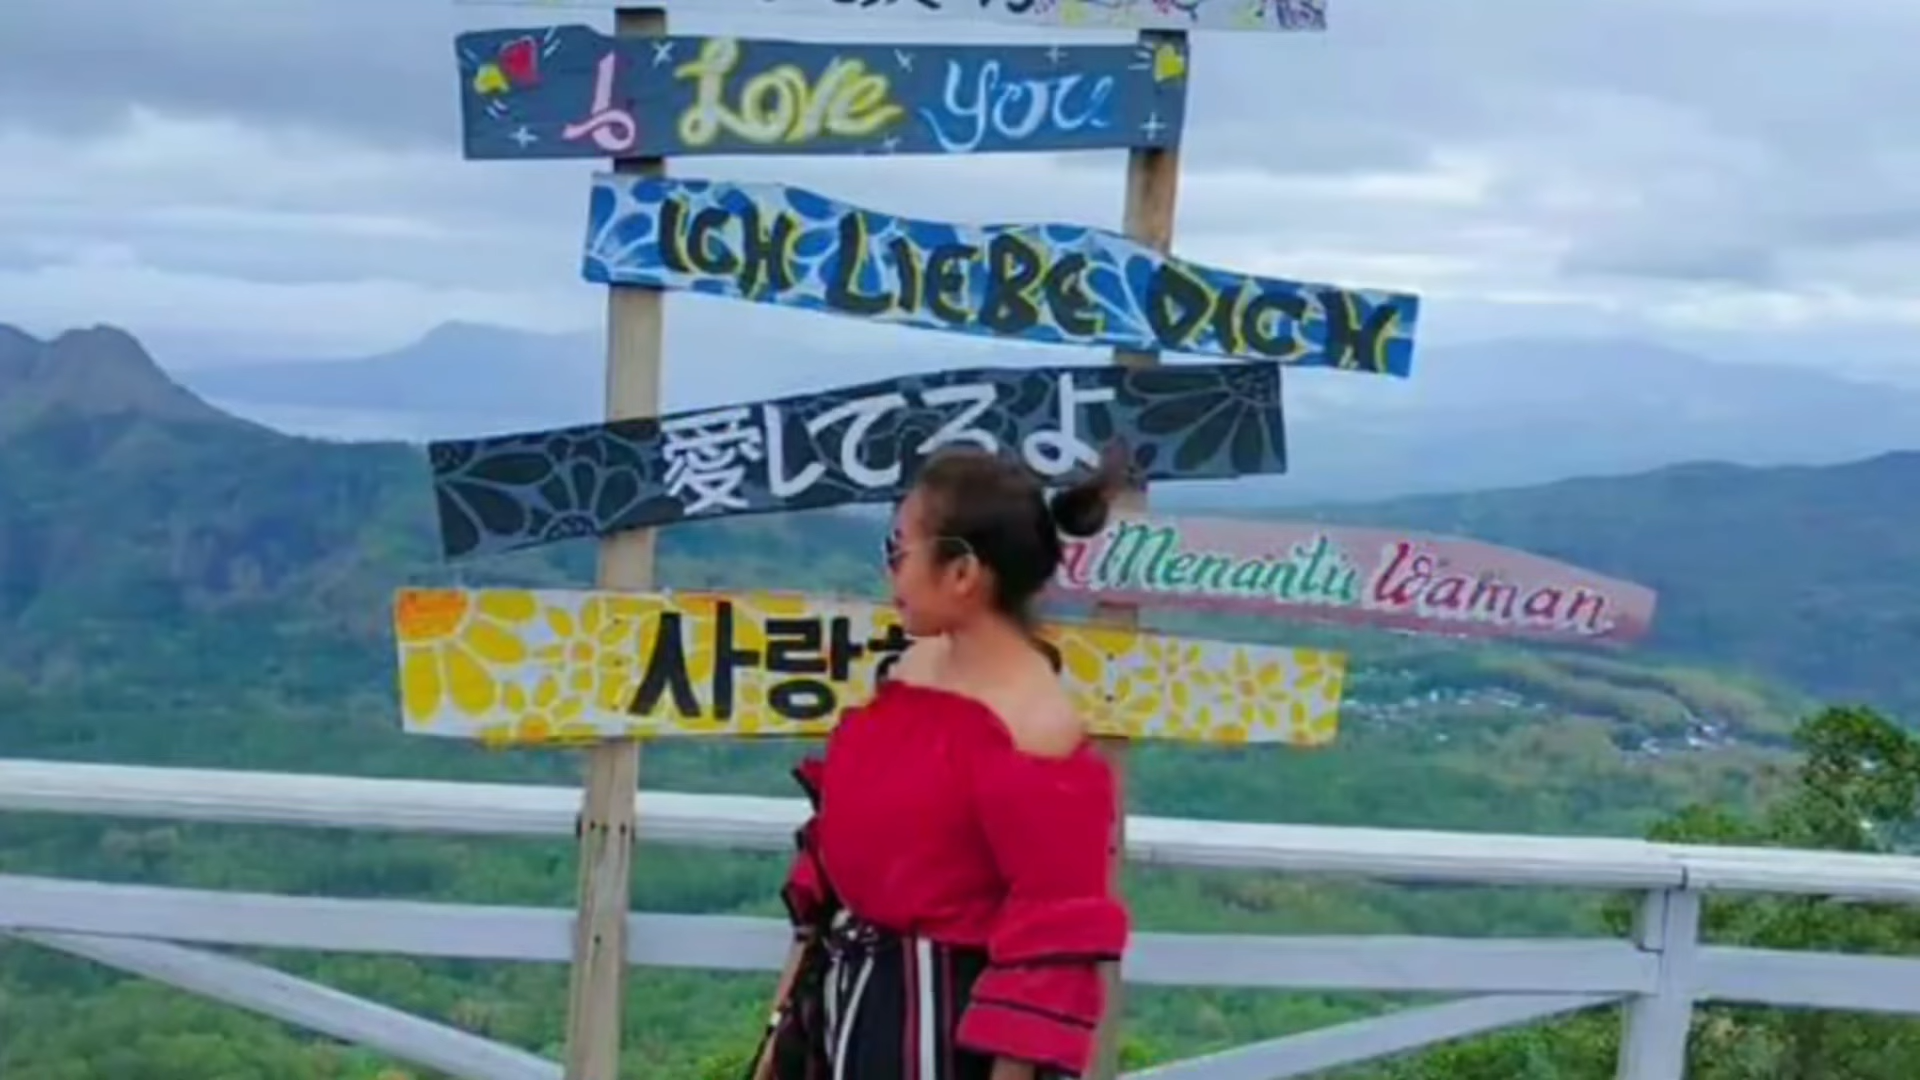 I Love You
ICH LIEBE DICH
愛してるよ
Menantu Idaman
사랑